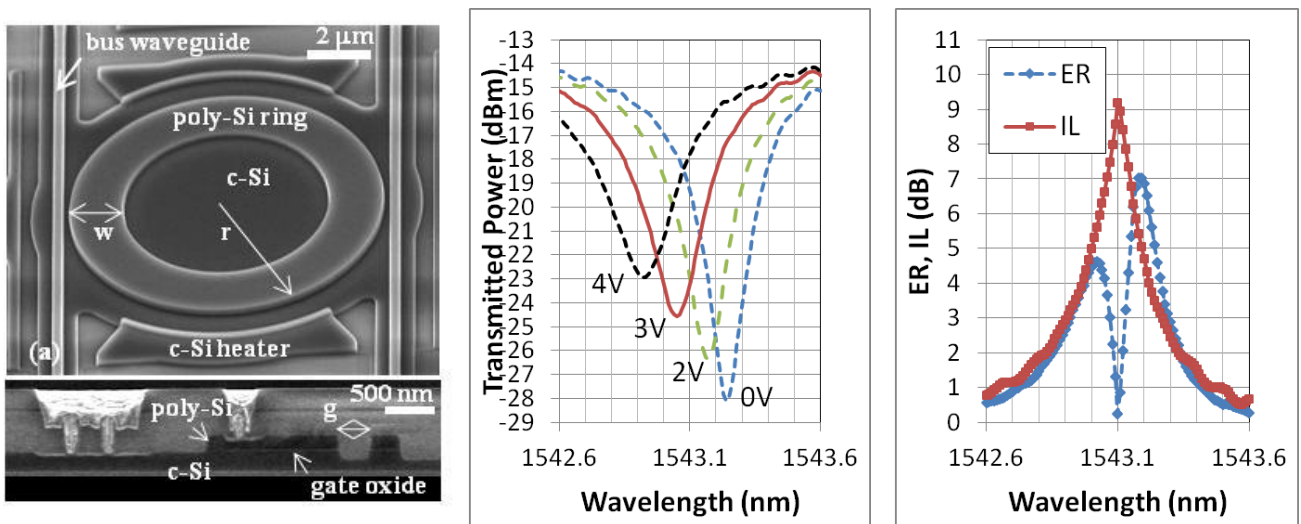 bus waveguide
2 μm
poly-Si ring
c-Si
w
r
(a)
c-Si heater
500 nm
poly-Si
g
c-Si
gate oxide
-13
-14
-15
-16
-17
-18
-19
-20
-21
-22
-23
-24
-25
-26
-27
-28
-29
Transmitted Power (dBm)
4V
3V
2V
0V
1542.6
1543.1
1543.6
Wavelength (nm)
11
10
9
8
7
6
5
4
3
2
1
0
ER, IL (dB)
ER
IL
1542.6
1543.1
1543.6
Wavelength (nm)